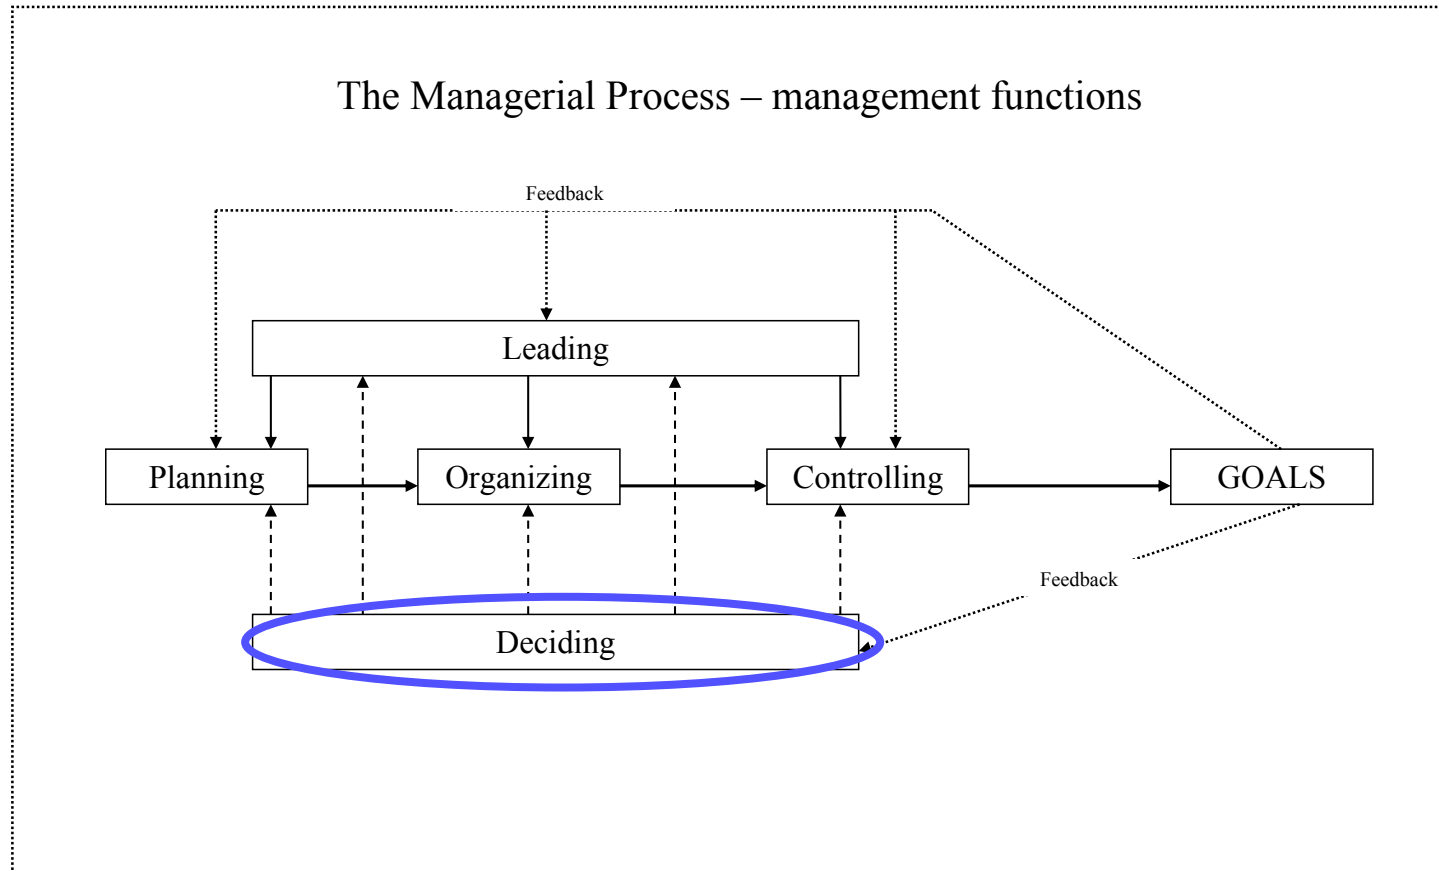 The Managerial Process – management functions
Feedback
Leading
Planning
Organizing
Controlling
GOALS
Feedback
Deciding